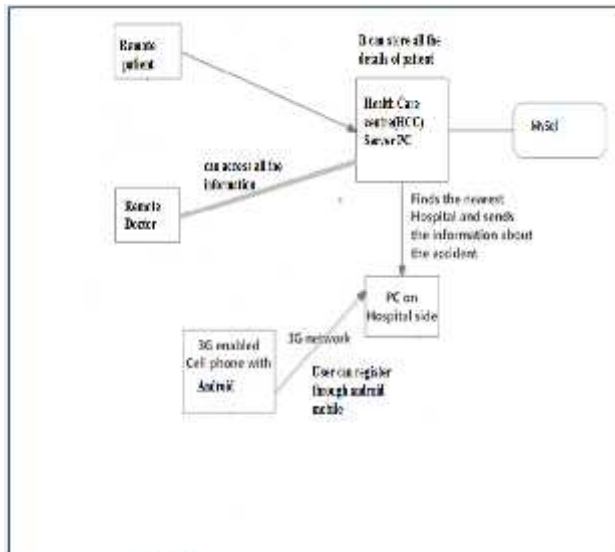 Remote
patient
It can store all the
details of patient
Health Care
centre(HCC)
Server PC
MySql
can access all the
information
Remote
Doctor
Finds the nearest
Hospital and sends
the information about
the accident
PC on
Hospital side
3G enabled
Cell phone with
Android
3G network
User can register
through android
mobile